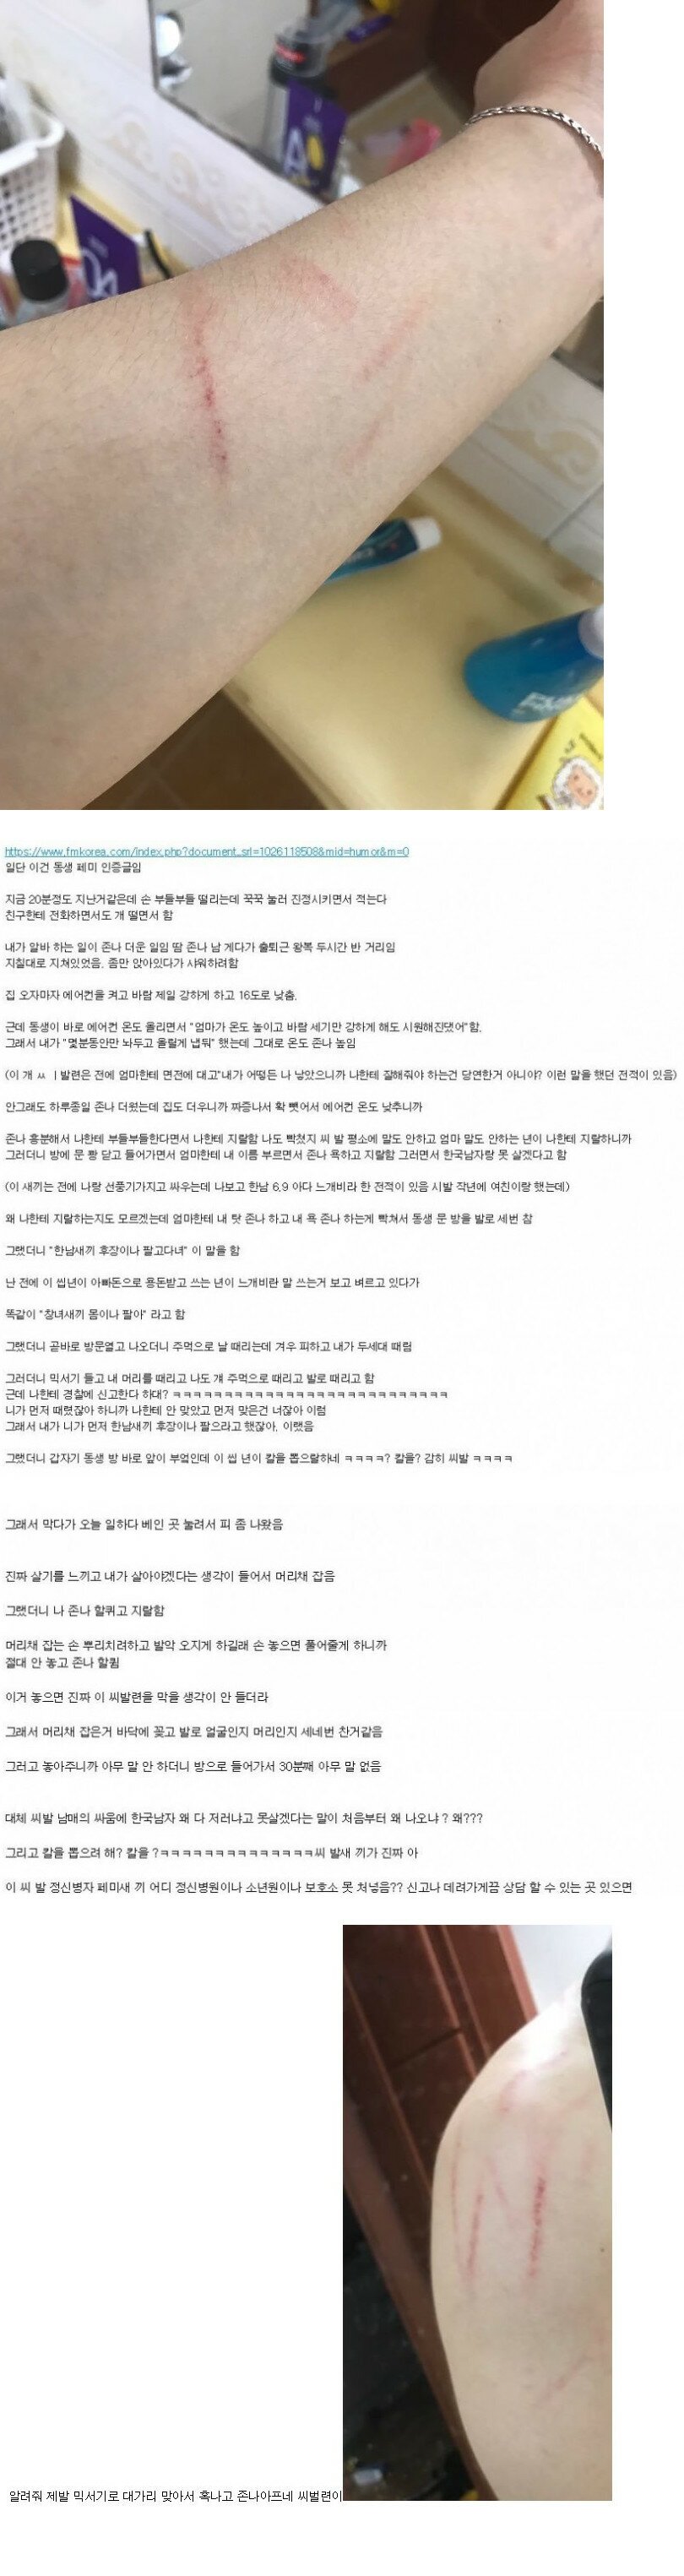 https://www.fmkorea.com/index.php?document_srl=1026118508&mid=humor&m=0
일단 이건 동생 페미 인증글임
지금 20분정도 지난거같은데 손 부들부들 떨리는데 꾹꾹 눌러 진정시키면서 적는다
친구한테 전화하면서도 개 떨면서 함
내가 알바 하는 일이 존나 더운 일임 땀 존나 남 게다가 출퇴근 왕복 두시간 반 거리임
지칠대로 지쳐있었음. 좀만 앉아있다가 샤워하려함
집 오자마자 에어컨을 켜고 바람 제일 강하게 하고 16도로 낮춤.
근데 동생이 바로 에어컨 온도 올리면서 "엄마가 온도 높이고 바람 세기만 강하게 해도 시원해진댔어"함.
그래서 내가 "몇분동안만 놔두고 올릴게 냅둬" 했는데 그대로 온도 존나 높임
(이 개 ㅆ ㅣ발련은 전에 엄마한테 면전에 대고"내가 어떻든 나 낳았으니까 나한테 잘해줘야 하는건 당연한거 아니야? 이런 말을 했던 전적이 있음)
안그래도 하루종일 존나 더웠는데 집도 더우니까 짜증나서 확 뺏어서 에어컨 온도 낮추니까
존나 흥분해서 나한테 부들부들한다면서 나한테 지랄함 나도 빡쳤지 씨 발 평소에 말도 안하고 엄마 말도 안하는 년이 나한테 지랄하니까
그러더니 방에 문 쾅 닫고 들어가면서 엄마한테 내 이름 부르면서 존나 욕하고 지랄함 그러면서 한국남자랑 못 살겠다고 함
(이 새끼는 전에 나랑 선풍기가지고 싸우는데 나보고 한남 6.9 아다 느개비라 한 전적이 있음 시발 작년에 여친이랑 했는데)
왜 나한테 지랄하는지도 모르겠는데 엄마한테 내 탓 존나 하고 내 욕 존나 하는게 빡쳐서 동생 문 방을 발로 세번 참
그랬더니 "한남새끼 후장이나 팔고다녀" 이 말을 함
난 전에 이 씹년이 아빠돈으로 용돈받고 쓰는 년이 느개비란 말 쓰는거 보고 벼르고 있다가
똑같이 "창녀새끼 몸이나 팔아" 라고 함
그랬더니 곧바로 방문열고 나오더니 주먹으로 날 때리는데 겨우 피하고 내가 두세대 때림
그러더니 믹서기 들고 내 머리를 때리고 나도 걔 주먹으로 때리고 발로 때리고 함
근데 나한테 경찰에 신고한다 하대? ㅋㅋㅋㅋㅋㅋㅋㅋㅋㅋㅋㅋㅋㅋㅋㅋㅋㅋㅋㅋㅋㅋㅋㅋㅋㅋㅋ
니가 먼저 때렸잖아 하니까 나한테 안 맞았고 먼저 맞은건 너잖아 이럼
그래서 내가 니가 먼저 한남새끼 후장이나 팔으라고 했잖아, 이랬음
그랬더니 갑자기 동생 방 바로 앞이 부엌인데 이 씹 년이 칼을 뽑으랄하네 ㅋㅋㅋㅋ? 칼을? 감히 씨발 ㅋㅋㅋㅋ
그래서 막다가 오늘 일하다 베인 곳 눌려서 피 좀 나왔음
진짜 살기를 느끼고 내가 살아야겠다는 생각이 들어서 머리채 잡음
그랬더니 나 존나 할퀴고 지랄함
머리채 잡는 손 뿌리치려하고 발악 오지게 하길래 손 놓으면 풀어줄게 하니까
절대 안 놓고 존나 할큄
이거 놓으면 진짜 이 씨발련을 막을 생각이 안 들더라
그래서 머리채 잡은거 바닥에 꽂고 발로 얼굴인지 머리인지 세네번 찬거같음
그러고 놓아주니까 아무 말 안 하더니 방으로 들어가서 30분째 아무 말 없음
대체 씨발 남매의 싸움에 한국남자 왜 다 저러냐고 못살겠다는 말이 처음부터 왜 나오냐 ? 왜???
그리고 칼을 뽑으려 해? 칼을 ?ㅋㅋㅋㅋㅋㅋㅋㅋㅋㅋㅋㅋㅋㅋ씨 발새 끼가 진짜 아
이 씨 발 정신병자 페미새 끼 어디 정신병원이나 소년원이나 보호소 못 처넣음?? 신고나 데려가게끔 상담 할 수 있는 곳 있으면
알려줘 제발 믹서기로 대가리 맞아서 혹나고 존나아프네 씨벌련이